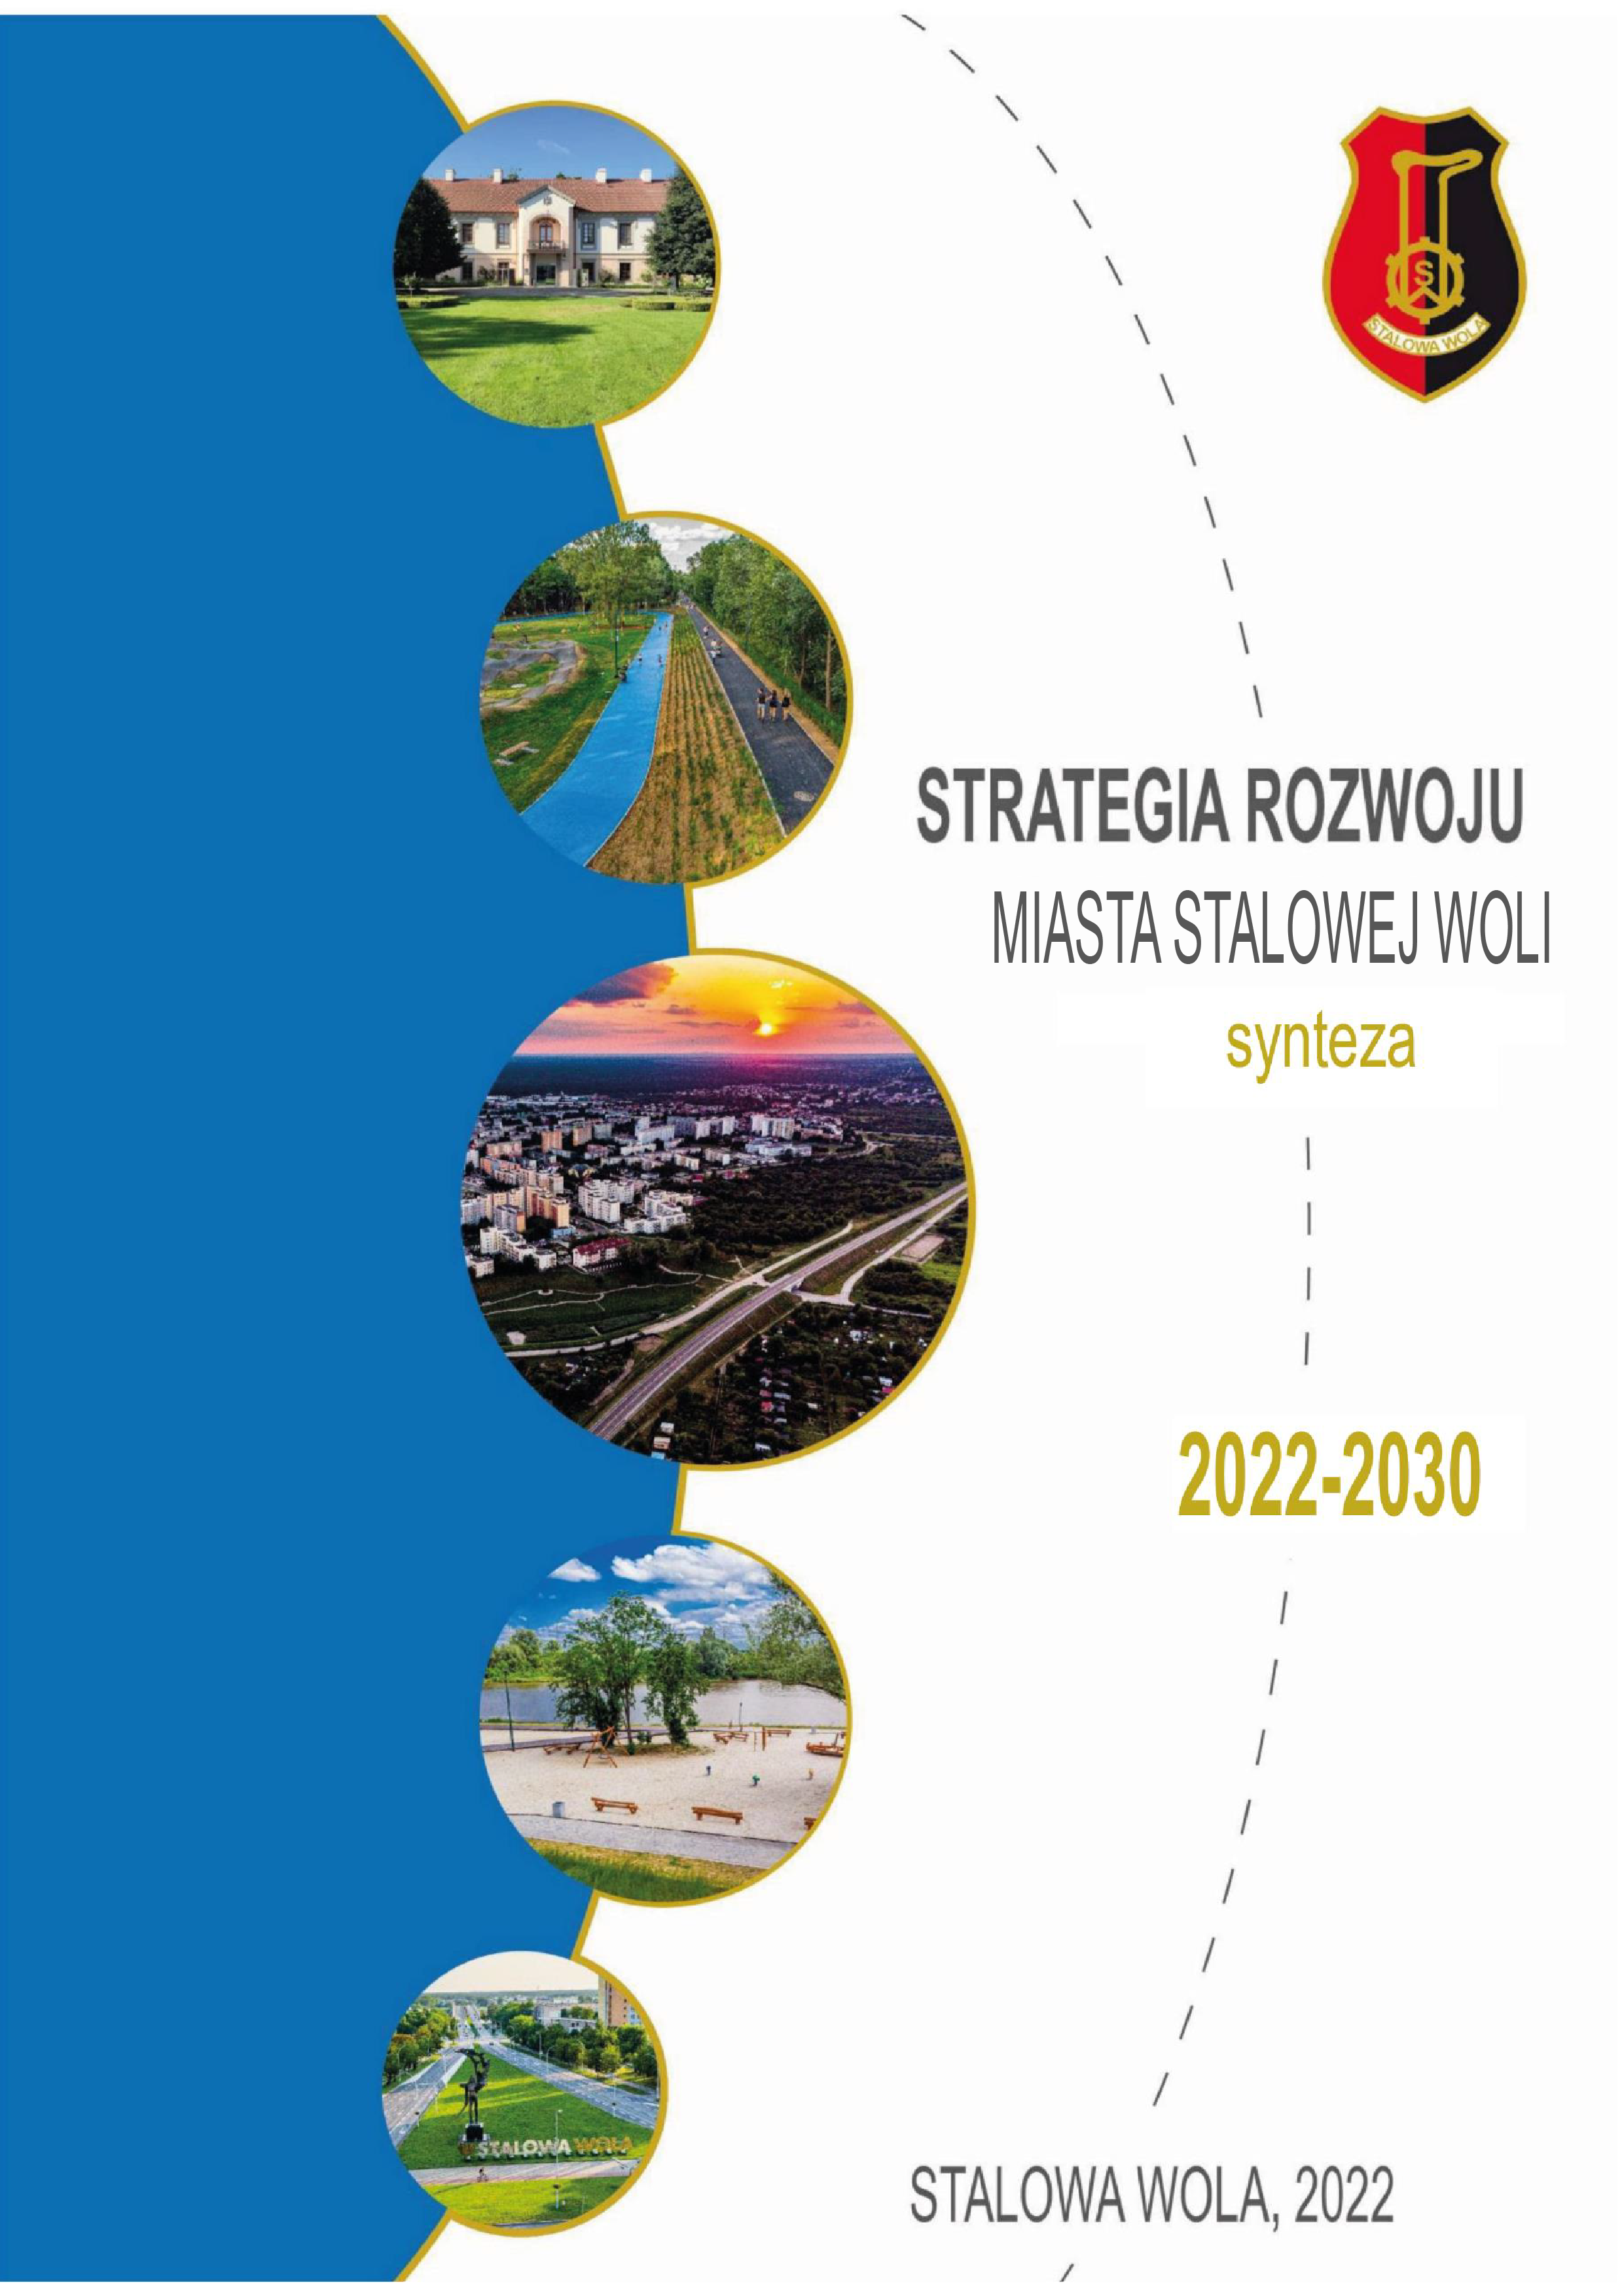 S
STALOWA WOLA
STRATEGIA ROZWOJU
MIASTA STALOWEJ WOLI
synteza
2022-2030
STALOWA WOLA
STALOWA WOLA, 2022